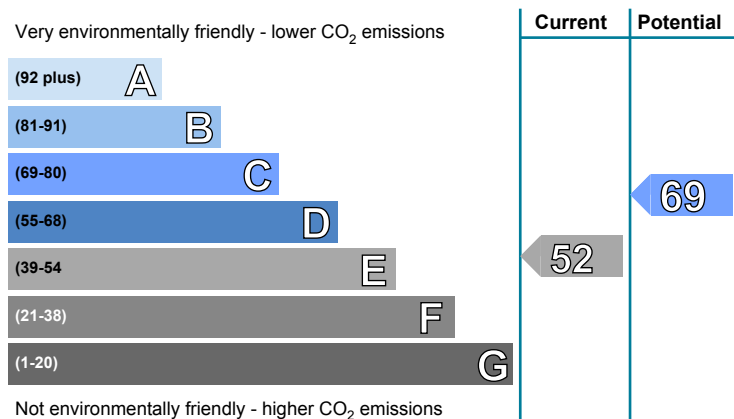 Current Potential
Very environmentally friendly - lower CO₂ emissions
(92 plus) A
(81-91) B
(69-80) C
69
(55-68) D
(39-54 E
52
(21-38) F
(1-20) G
Not environmentally friendly - higher CO₂ emissions